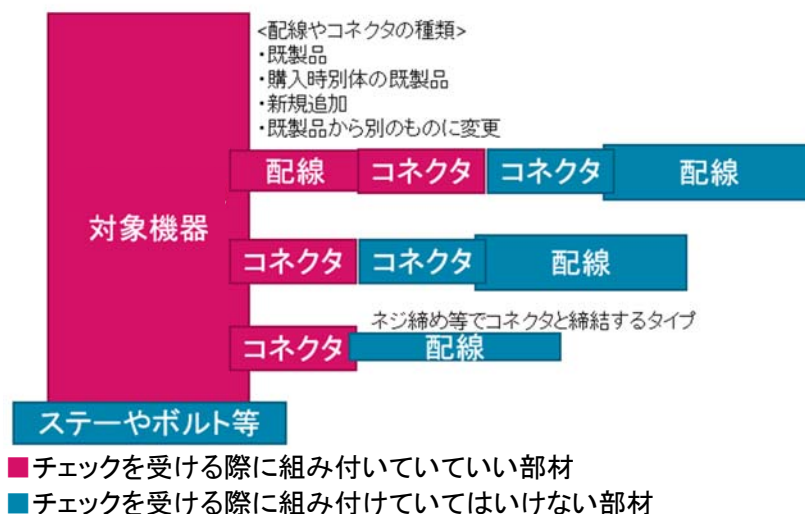 <配線やコネクタの種類>
・既製品
・購入時別体の既製品
・新規追加
・既製品から別のものに変更
配線 コネクタ コネクタ 配線
対象機器
コネクタ コネクタ 配線
ネジ締め等でコネクタと締結するタイプ
コネクタ 配線
ステーやボルト等
■チェックを受ける際に組み付いていていい部材
■チェックを受ける際に組み付けていてはいけない部材